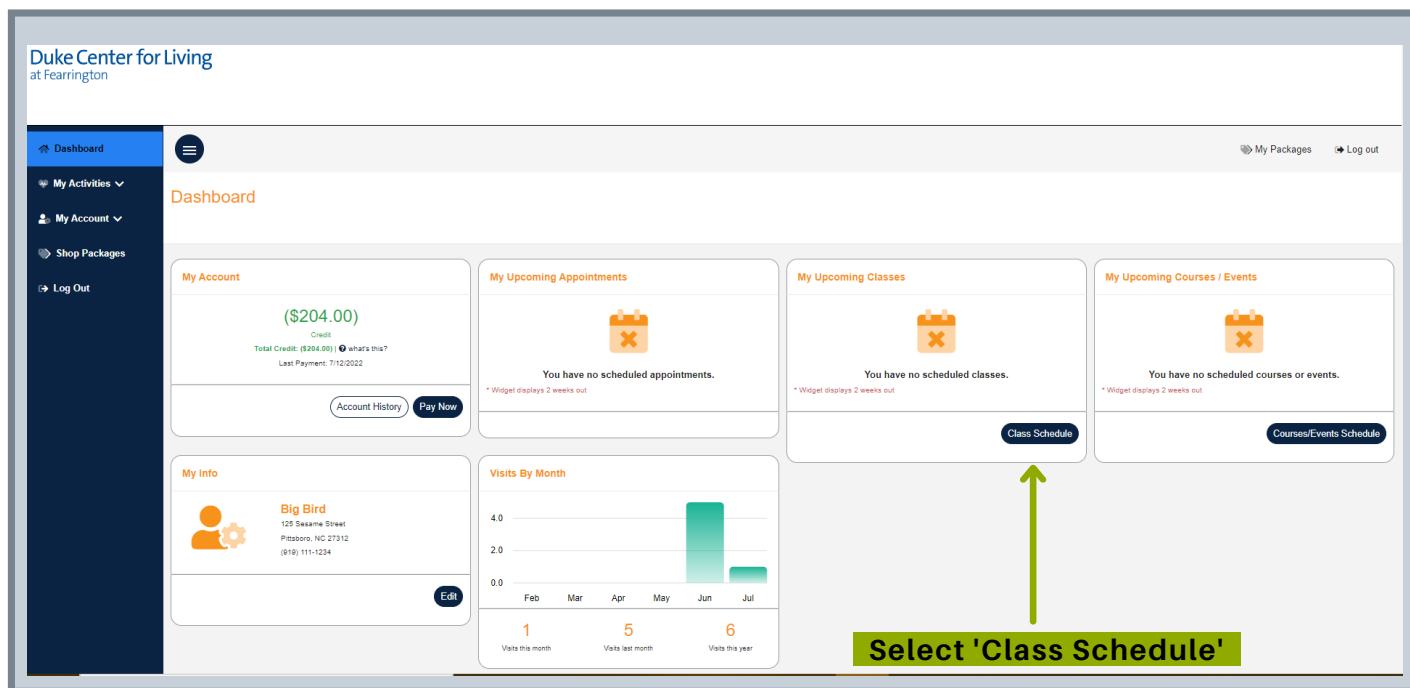 Duke Center for Living
at Fearrington
Dashboard
My Packages
Log out
My Activities
My Account
Shop Packages
Log Out
Dashboard
My Account
($204.00)
Credit
Total Credit: ($204.00) | what's this?
Last Payment: 7/12/2022
Account History
Pay Now
My Upcoming Appointments
You have no scheduled appointments.
* Widget displays 2 weeks out
My Upcoming Classes
You have no scheduled classes.
* Widget displays 2 weeks out
Class Schedule
My Upcoming Courses / Events
You have no scheduled courses or events.
* Widget displays 2 weeks out
Courses/Events Schedule
My Info
Big Bird
125 Sesame Street
Pittsboro, NC 27312
(919) 111-1234
Edit
Visits By Month
4.0
2.0
0.0
Feb Mar Apr May Jun Jul
1 5 6
Visits this month Visits last month Visits this year
Select 'Class Schedule'